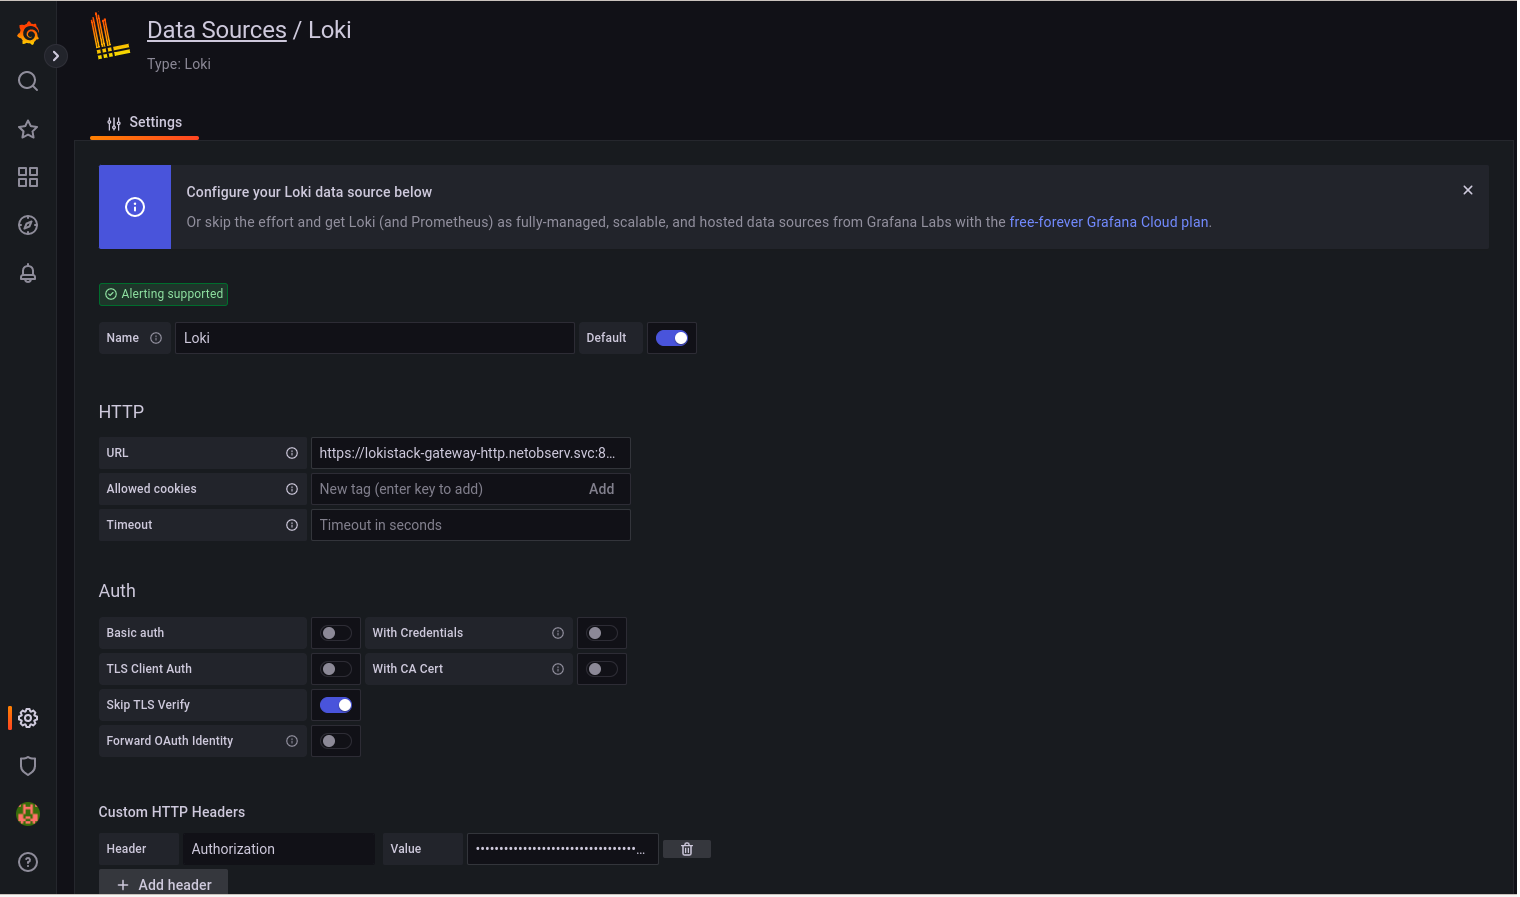 Data Sources / Loki
Type: Loki
Settings
Configure your Loki data source below
Or skip the effort and get Loki (and Prometheus) as fully-managed, scalable, and hosted data sources from Grafana Labs with the free-forever Grafana Cloud plan.
Alerting supported
Name Loki Default
HTTP
URL https://lokistack-gateway-http.netobserv.svc:8...
Allowed cookies New tag (enter key to add) Add
Timeout Timeout in seconds
Auth
Basic auth With Credentials
TLS Client Auth With CA Cert
Skip TLS Verify
Forward OAuth Identity
Custom HTTP Headers
Header Authorization Value ••••••••••••••••••••••••••••••••••...
+ Add header